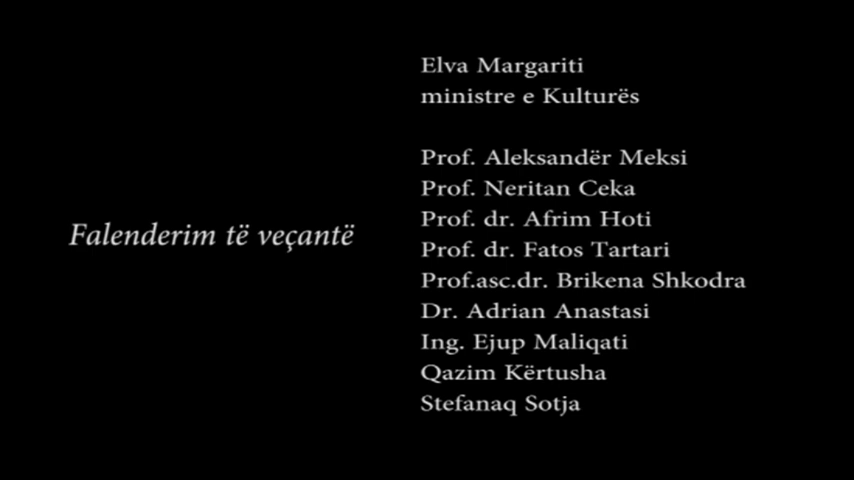 Falenderim të veçantë
Elva Margariti
ministre e Kulturës
Prof. Aleksandër Meksi
Prof. Neritan Ceka
Prof. dr. Afrim Hoti
Prof. dr. Fatos Tartari
Prof.asc.dr. Brikena Shkodra
Dr. Adrian Anastasi
Ing. Ejup Maliqati
Qazim Kërtusha
Stefanaq Sotja